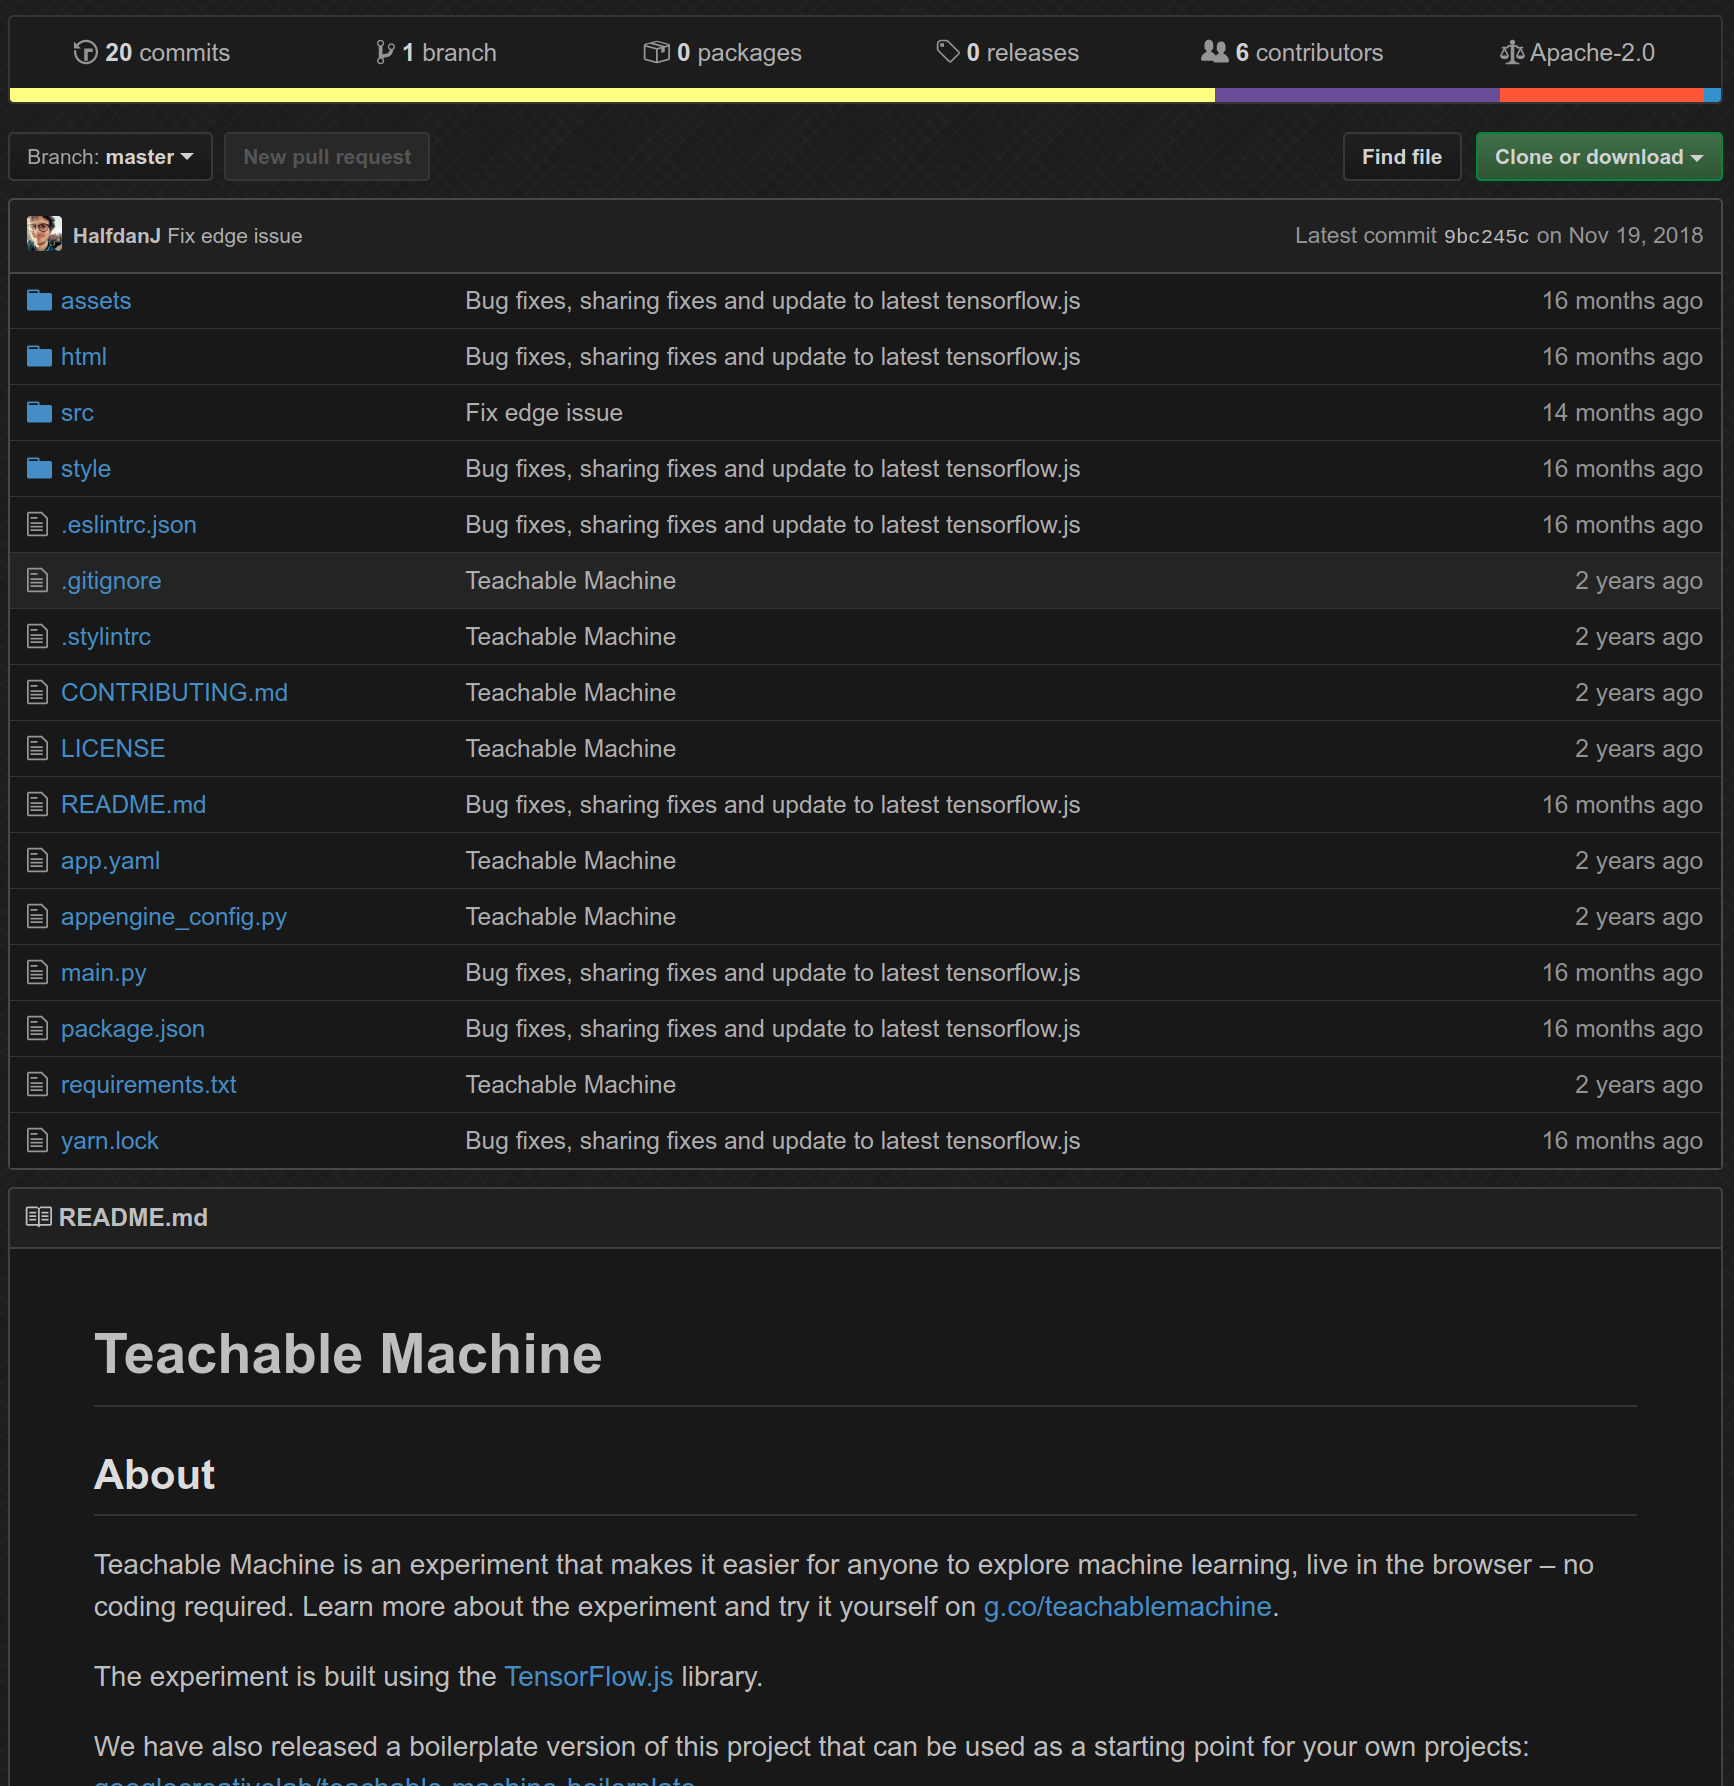 20 commits 1 branch 0 packages 0 releases 6 contributors Apache-2.0
Branch: master New pull request Find file Clone or download
HalfdanJ Fix edge issue Latest commit 9bc245c on Nov 19, 2018
assets Bug fixes, sharing fixes and update to latest tensorflow.js 16 months ago
html Bug fixes, sharing fixes and update to latest tensorflow.js 16 months ago
src Fix edge issue 14 months ago
style Bug fixes, sharing fixes and update to latest tensorflow.js 16 months ago
.eslintrc.json Bug fixes, sharing fixes and update to latest tensorflow.js 16 months ago
.gitignore Teachable Machine 2 years ago
.stylintrc Teachable Machine 2 years ago
CONTRIBUTING.md Teachable Machine 2 years ago
LICENSE Teachable Machine 2 years ago
README.md Bug fixes, sharing fixes and update to latest tensorflow.js 16 months ago
app.yaml Teachable Machine 2 years ago
appengine_config.py Teachable Machine 2 years ago
main.py Bug fixes, sharing fixes and update to latest tensorflow.js 16 months ago
package.json Bug fixes, sharing fixes and update to latest tensorflow.js 16 months ago
requirements.txt Teachable Machine 2 years ago
yarn.lock Bug fixes, sharing fixes and update to latest tensorflow.js 16 months ago
README.md
Teachable Machine
About
Teachable Machine is an experiment that makes it easier for anyone to explore machine learning, live in the browser – no
coding required. Learn more about the experiment and try it yourself on g.co/teachablemachine.
The experiment is built using the TensorFlow.js library.
We have also released a boilerplate version of this project that can be used as a starting point for your own projects:
googlecreativelab/teachable-machine-boilerplate